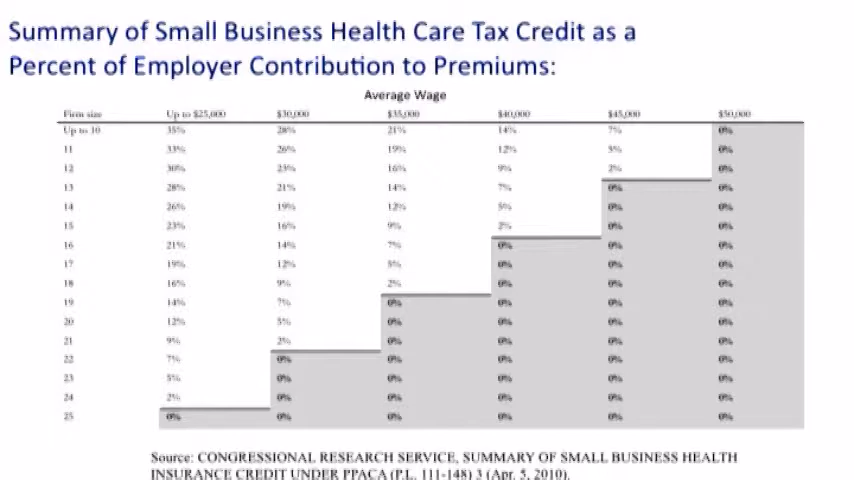 Summary of Small Business Health Care Tax Credit as a
Percent of Employer Contribution to Premiums:
Average Wage
Firm size Up to $25,000 $30,000 $35,000 $40,000 $45,000 $50,000
Up to 10 35% 28% 21% 14% 7% 0%
11 33% 26% 19% 12% 5% 0%
12 30% 23% 16% 9% 2% 0%
13 28% 21% 14% 7% 0% 0%
14 26% 19% 12% 5% 0% 0%
15 23% 16% 9% 2% 0% 0%
16 21% 14% 7% 0% 0% 0%
17 19% 12% 5% 0% 0% 0%
18 16% 9% 2% 0% 0% 0%
19 14% 7% 0% 0% 0% 0%
20 12% 5% 0% 0% 0% 0%
21 9% 2% 0% 0% 0% 0%
22 7% 0% 0% 0% 0% 0%
23 5% 0% 0% 0% 0% 0%
24 2% 0% 0% 0% 0% 0%
25 0% 0% 0% 0% 0% 0%
Source: CONGRESSIONAL RESEARCH SERVICE, SUMMARY OF SMALL BUSINESS HEALTH
INSURANCE CREDIT UNDER PPACA (P.L. 111-148) 3 (Apr. 5, 2010).